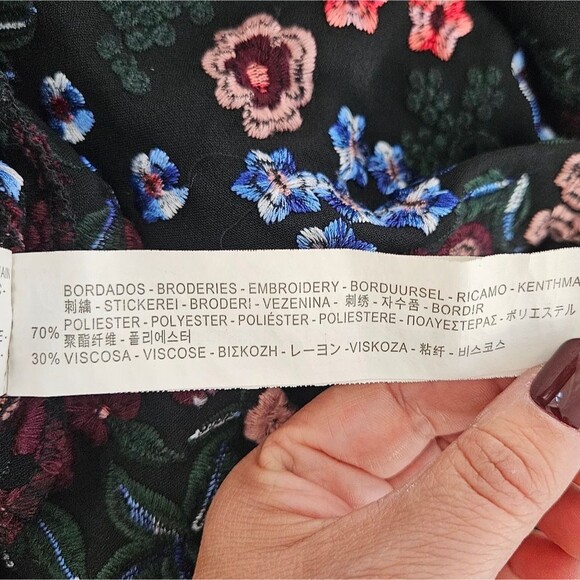 BORDADOS - BRODERIES - EMBROIDERY - BORDUURSEL - RICAMO - KENTHMA
刺繍 - STICKEREI - BRODERI - VEZENINA - 刺绣 - 자수품 - BORDIR
70% POLIESTER - POLYESTER - POLIÉSTER - POLIESTERE - ΠΟΛΥΕΣΤΕΡΑΣ - ポリエステル
聚酯纤维 - 폴리에스터
30% VISCOSA - VISCOSE - ΒΙΣΚΟΖΗ - レーヨン - VISKOZA - 粘纤 - 비스코스